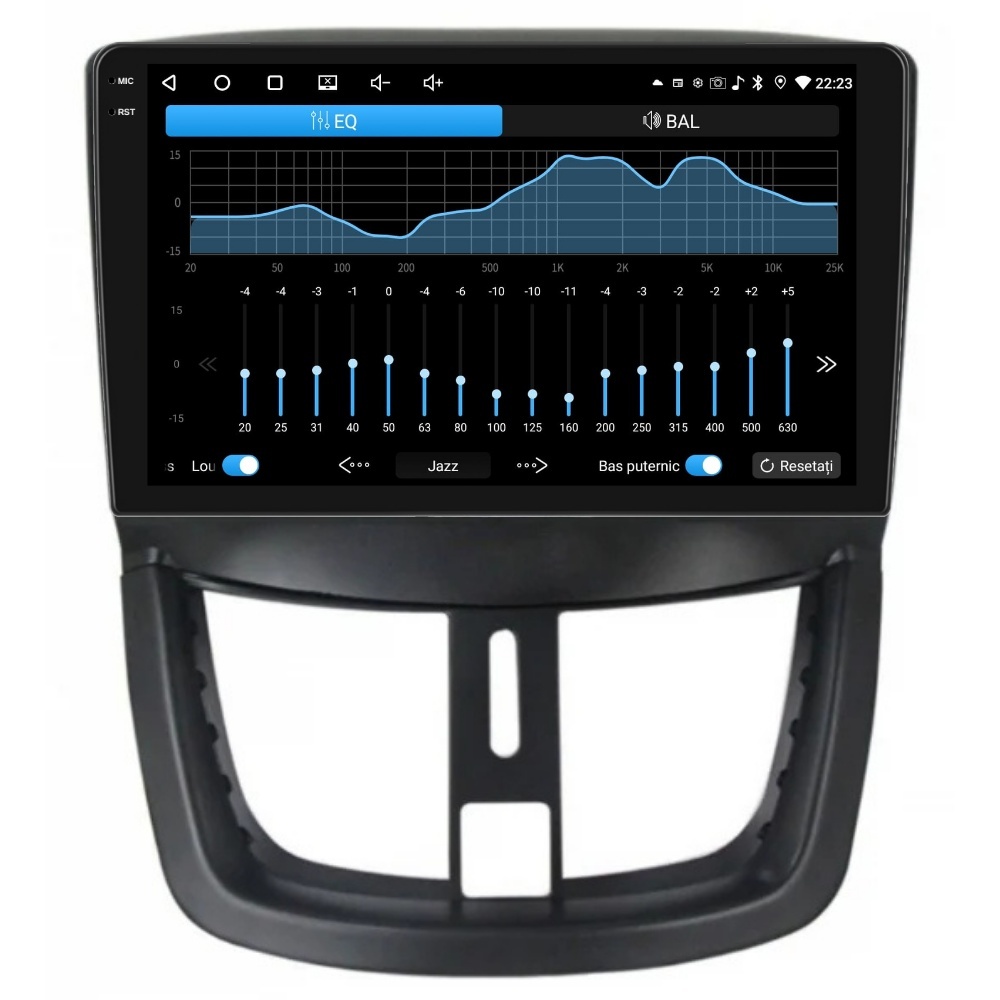 MIC
22:23
RST
EQ
BAL
15
0
-15
20 50 100 200 500 1K 2K 5K 10K 25K
-4 -4 -3 -1 0 -4 -6 -10 -10 -11 -4 -3 -2 -2 +2 +5
15
0
-15
20 25 31 40 50 63 80 100 125 160 200 250 315 400 500 630
s Lou Jazz Bas puternic Resetați